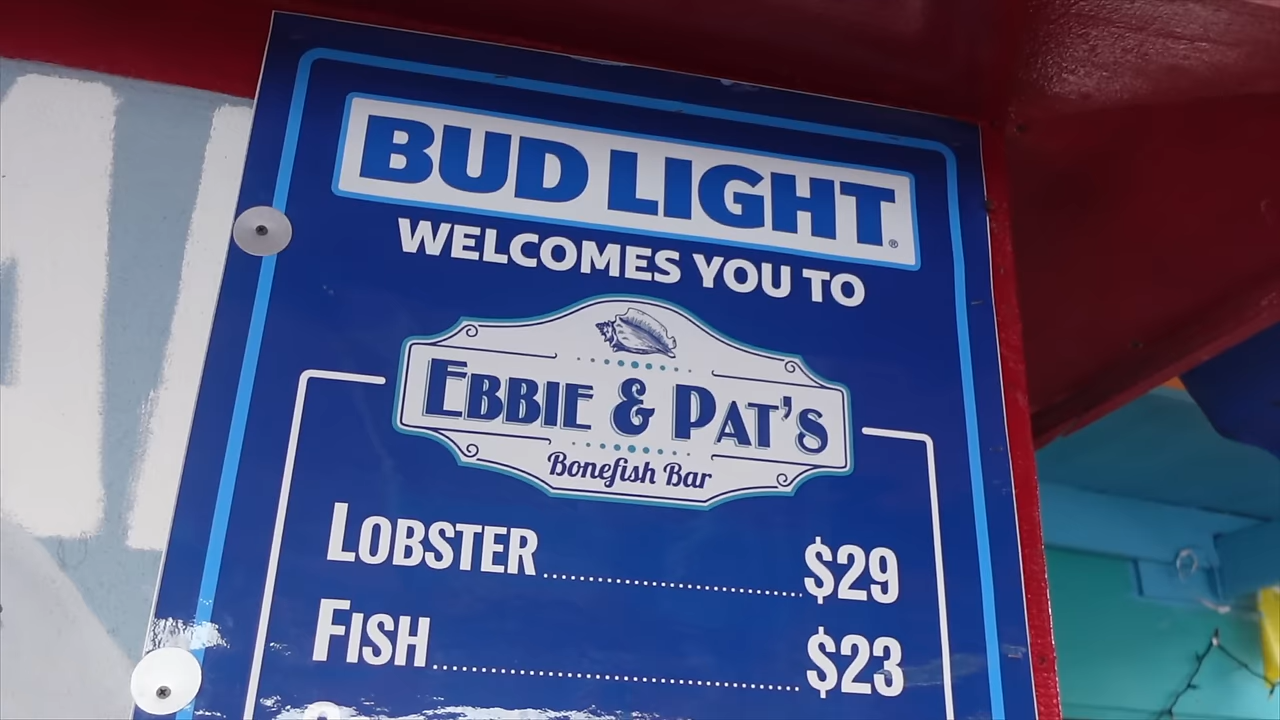 BUD LIGHT®
WELCOMES YOU TO
EBBIE & PAT'S
Bonefish Bar
LOBSTER $29
FISH $23